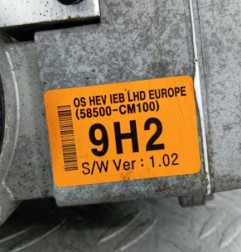 OS HEV IEB LHD EUROPE
(58500-CM100)
9H2
S/W Ver : 1.02